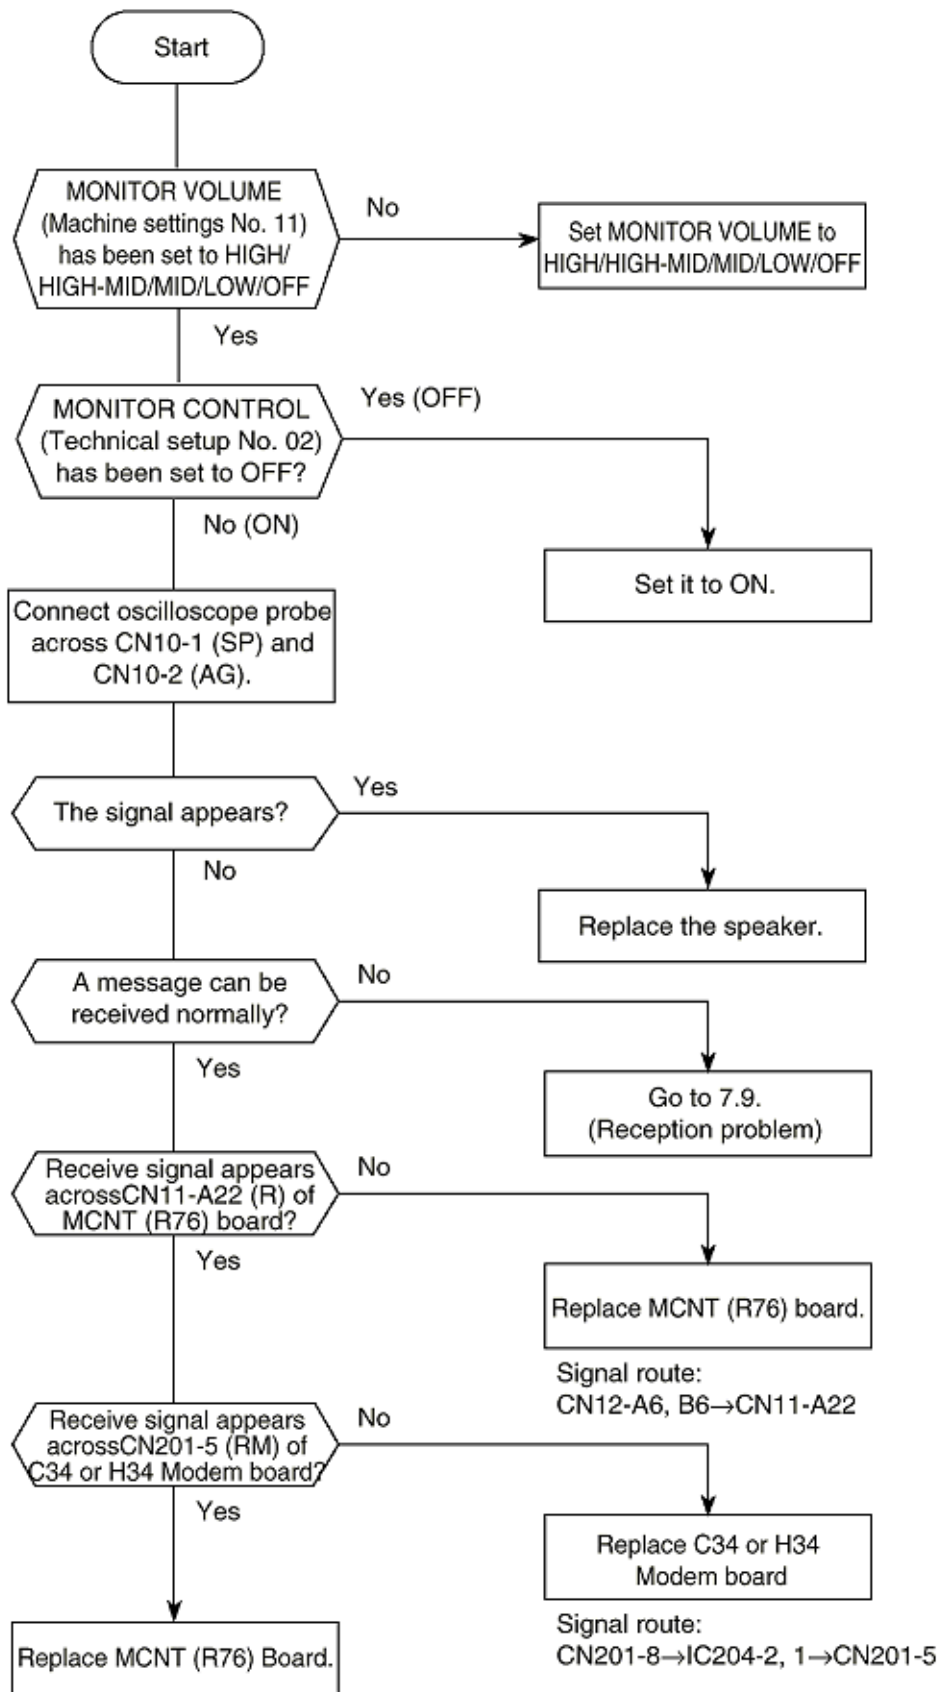 Start
MONITOR VOLUME
(Machine settings No. 11)
has been set to HIGH/
HIGH-MID/MID/LOW/OFF
No
Set MONITOR VOLUME to
HIGH/HIGH-MID/MID/LOW/OFF
Yes
MONITOR CONTROL
(Technical setup No. 02)
has been set to OFF?
Yes (OFF)
Set it to ON.
No (ON)
Connect oscilloscope probe
across CN10-1 (SP) and
CN10-2 (AG).
The signal appears?
Yes
Replace the speaker.
No
A message can be
received normally?
No
Go to 7.9.
(Reception problem)
Yes
Receive signal appears
acrossCN11-A22 (R) of
MCNT (R76) board?
No
Replace MCNT (R76) board.
Signal route:
CN12-A6, B6→CN11-A22
Yes
Receive signal appears
acrossCN201-5 (RM) of
C34 or H34 Modem board?
No
Replace C34 or H34
Modem board
Signal route:
CN201-8→IC204-2, 1→CN201-5
Yes
Replace MCNT (R76) Board.